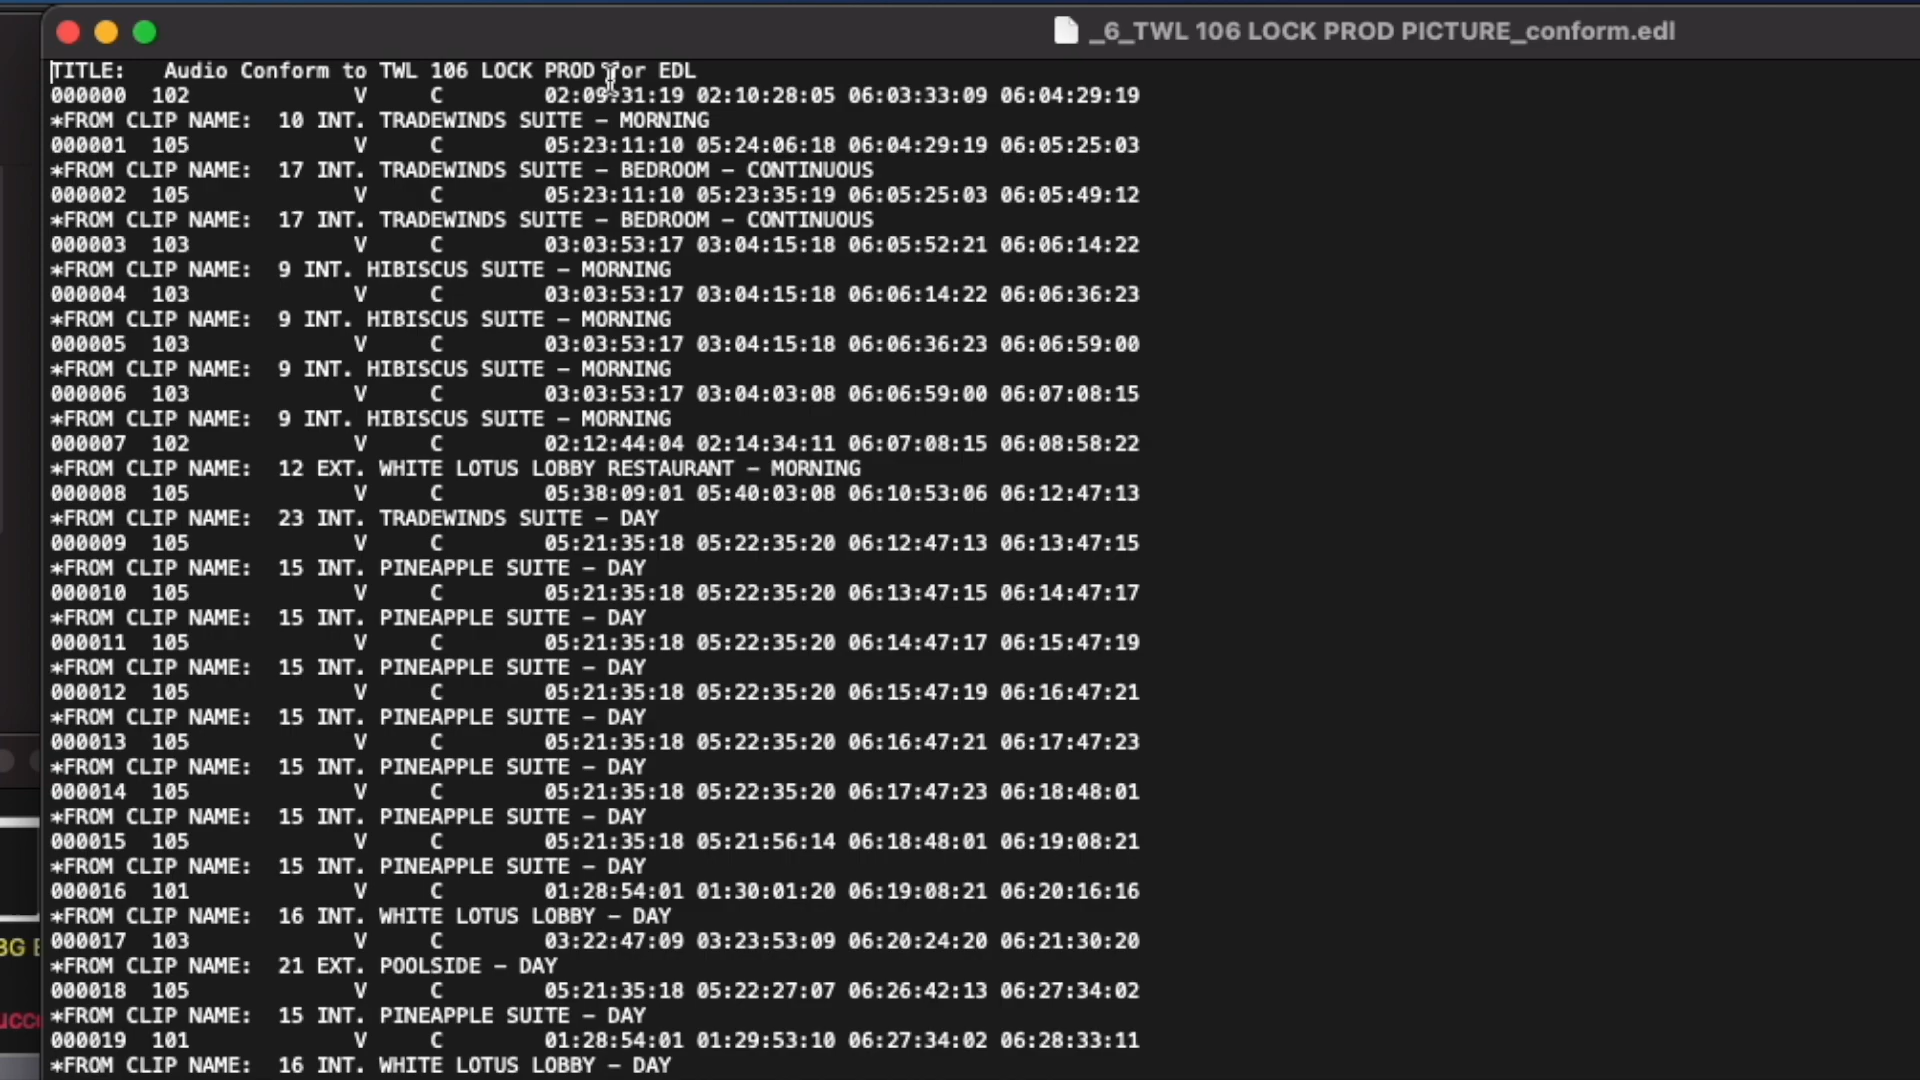 _6_TWL 106 LOCK PROD PICTURE_conform.edl
TITLE:   Audio Conform to TWL 106 LOCK PROD for EDL
000000  102             V     C        02:09:31:19 02:10:28:05 06:03:33:09 06:04:29:19
*FROM CLIP NAME:  10 INT. TRADEWINDS SUITE – MORNING
000001  105             V     C        05:23:11:10 05:24:06:18 06:04:29:19 06:05:25:03
*FROM CLIP NAME:  17 INT. TRADEWINDS SUITE – BEDROOM – CONTINUOUS
000002  105             V     C        05:23:11:10 05:23:35:19 06:05:25:03 06:05:49:12
*FROM CLIP NAME:  17 INT. TRADEWINDS SUITE – BEDROOM – CONTINUOUS
000003  103             V     C        03:03:53:17 03:04:15:18 06:05:52:21 06:06:14:22
*FROM CLIP NAME:  9 INT. HIBISCUS SUITE – MORNING
000004  103             V     C        03:03:53:17 03:04:15:18 06:06:14:22 06:06:36:23
*FROM CLIP NAME:  9 INT. HIBISCUS SUITE – MORNING
000005  103             V     C        03:03:53:17 03:04:15:18 06:06:36:23 06:06:59:00
*FROM CLIP NAME:  9 INT. HIBISCUS SUITE – MORNING
000006  103             V     C        03:03:53:17 03:04:03:08 06:06:59:00 06:07:08:15
*FROM CLIP NAME:  9 INT. HIBISCUS SUITE – MORNING
000007  102             V     C        02:12:44:04 02:14:34:11 06:07:08:15 06:08:58:22
*FROM CLIP NAME:  12 EXT. WHITE LOTUS LOBBY RESTAURANT – MORNING
000008  105             V     C        05:38:09:01 05:40:03:08 06:10:53:06 06:12:47:13
*FROM CLIP NAME:  23 INT. TRADEWINDS SUITE – DAY
000009  105             V     C        05:21:35:18 05:22:35:20 06:12:47:13 06:13:47:15
*FROM CLIP NAME:  15 INT. PINEAPPLE SUITE – DAY
000010  105             V     C        05:21:35:18 05:22:35:20 06:13:47:15 06:14:47:17
*FROM CLIP NAME:  15 INT. PINEAPPLE SUITE – DAY
000011  105             V     C        05:21:35:18 05:22:35:20 06:14:47:17 06:15:47:19
*FROM CLIP NAME:  15 INT. PINEAPPLE SUITE – DAY
000012  105             V     C        05:21:35:18 05:22:35:20 06:15:47:19 06:16:47:21
*FROM CLIP NAME:  15 INT. PINEAPPLE SUITE – DAY
000013  105             V     C        05:21:35:18 05:22:35:20 06:16:47:21 06:17:47:23
*FROM CLIP NAME:  15 INT. PINEAPPLE SUITE – DAY
000014  105             V     C        05:21:35:18 05:22:35:20 06:17:47:23 06:18:48:01
*FROM CLIP NAME:  15 INT. PINEAPPLE SUITE – DAY
000015  105             V     C        05:21:35:18 05:21:56:14 06:18:48:01 06:19:08:21
*FROM CLIP NAME:  15 INT. PINEAPPLE SUITE – DAY
000016  101             V     C        01:28:54:01 01:30:01:20 06:19:08:21 06:20:16:16
*FROM CLIP NAME:  16 INT. WHITE LOTUS LOBBY – DAY
000017  103             V     C        03:22:47:09 03:23:53:09 06:20:24:20 06:21:30:20
*FROM CLIP NAME:  21 EXT. POOLSIDE – DAY
000018  105             V     C        05:21:35:18 05:22:27:07 06:26:42:13 06:27:34:02
*FROM CLIP NAME:  15 INT. PINEAPPLE SUITE – DAY
000019  101             V     C        01:28:54:01 01:29:53:10 06:27:34:02 06:28:33:11
*FROM CLIP NAME:  16 INT. WHITE LOTUS LOBBY – DAY